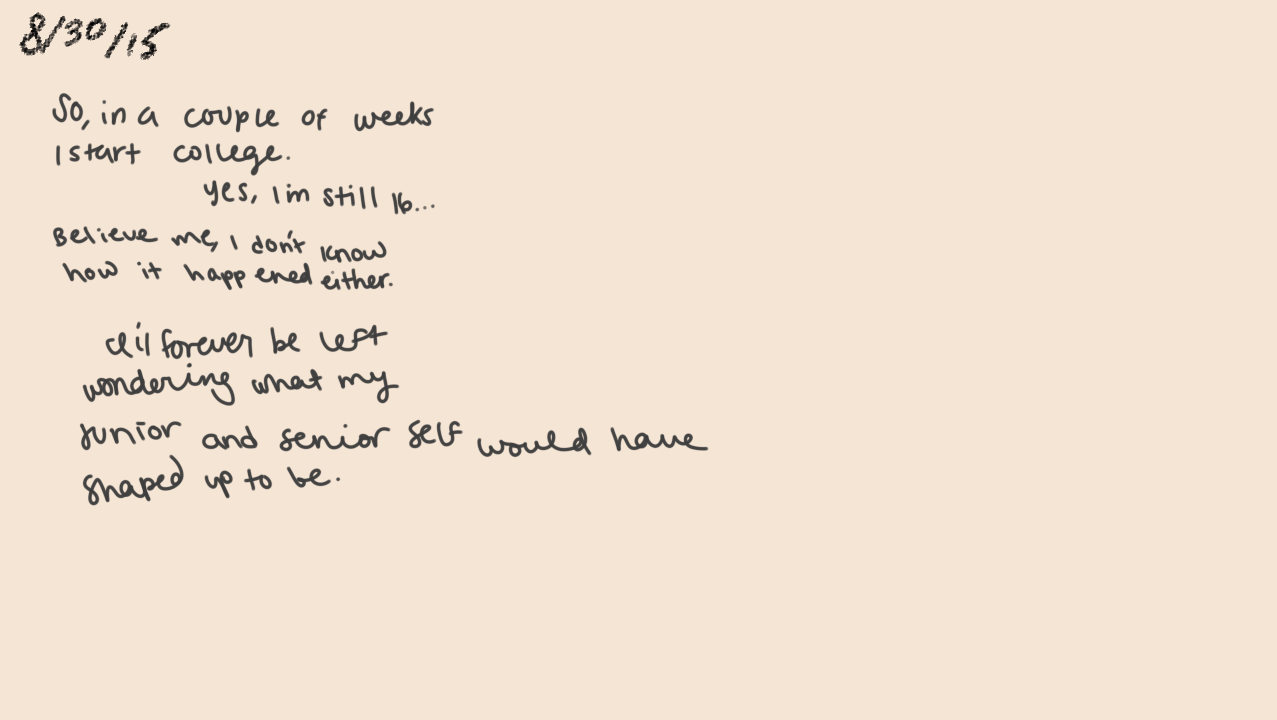 8/30/15
So, in a couple of weeks
I start college.
yes, I'm still 16...
Believe me, I don't know
how it happened either.
I'll forever be left
wondering what my
junior and senior self would have
shaped up to be.